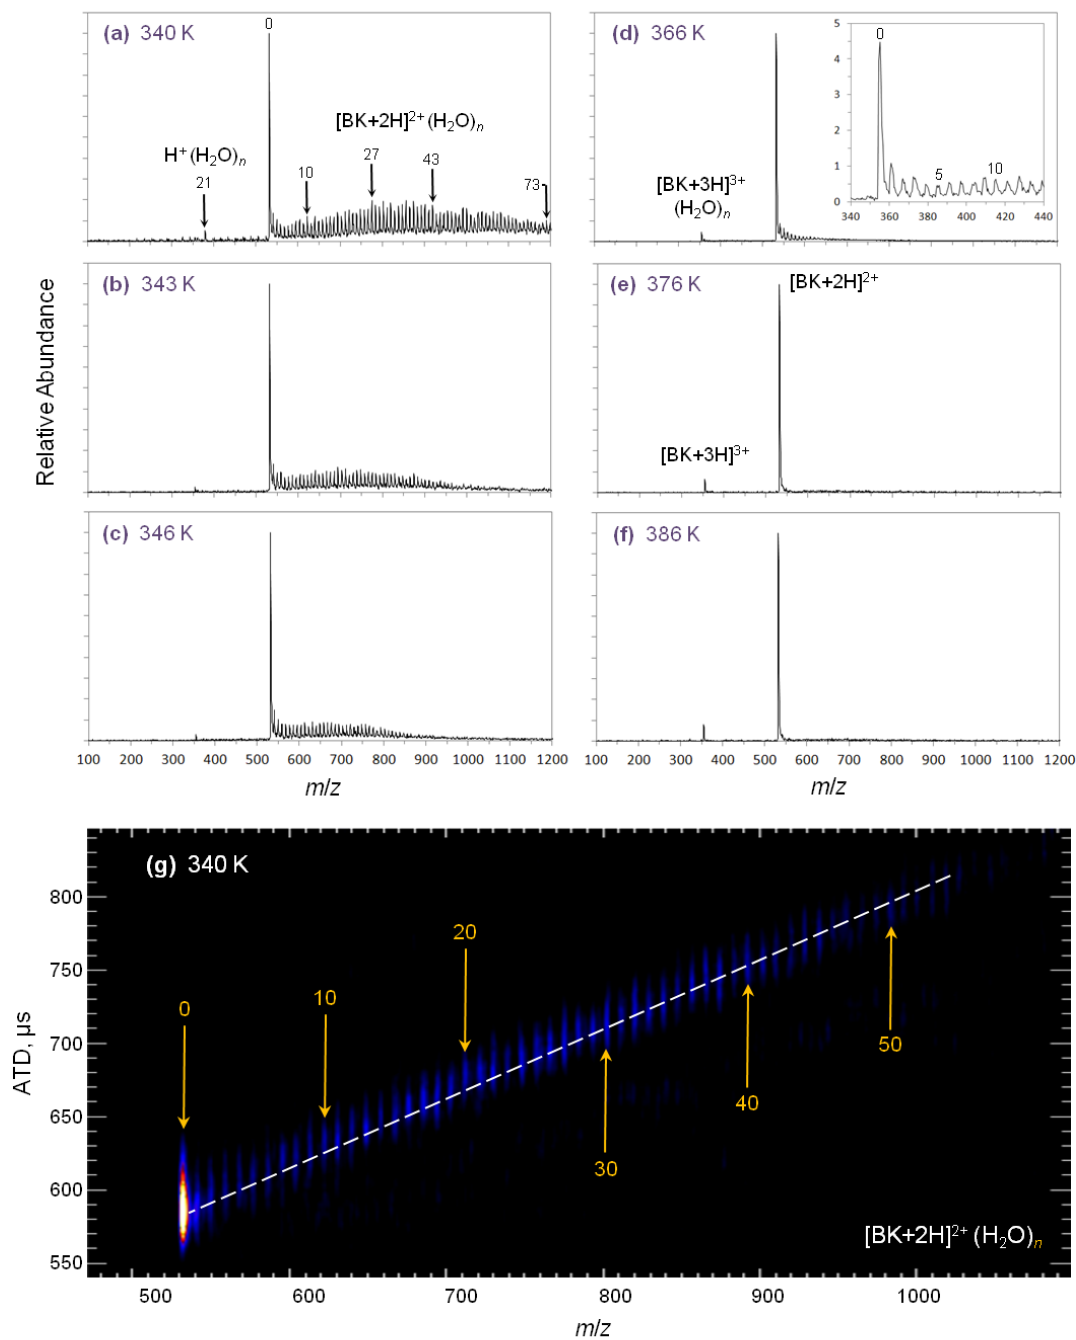 (a) 340 K
0
[BK+2H]²⁺(H₂O)ₙ
H⁺(H₂O)ₙ
21
10
27
43
73
(b) 343 K
(c) 346 K
Relative Abundance
100 200 300 400 500 600 700 800 900 1000 1100 1200
m/z
(d) 366 K
[BK+3H]³⁺
(H₂O)ₙ
5
4
3
2
1
0
0
5
10
340 360 380 400 420 440
(e) 376 K
[BK+2H]²⁺
[BK+3H]³⁺
(f) 386 K
100 200 300 400 500 600 700 800 900 1000 1100 1200
m/z
(g) 340 K
ATD, µs
800
750
700
650
600
550
0
10
20
30
40
50
[BK+2H]²⁺(H₂O)ₙ
500 600 700 800 900 1000
m/z